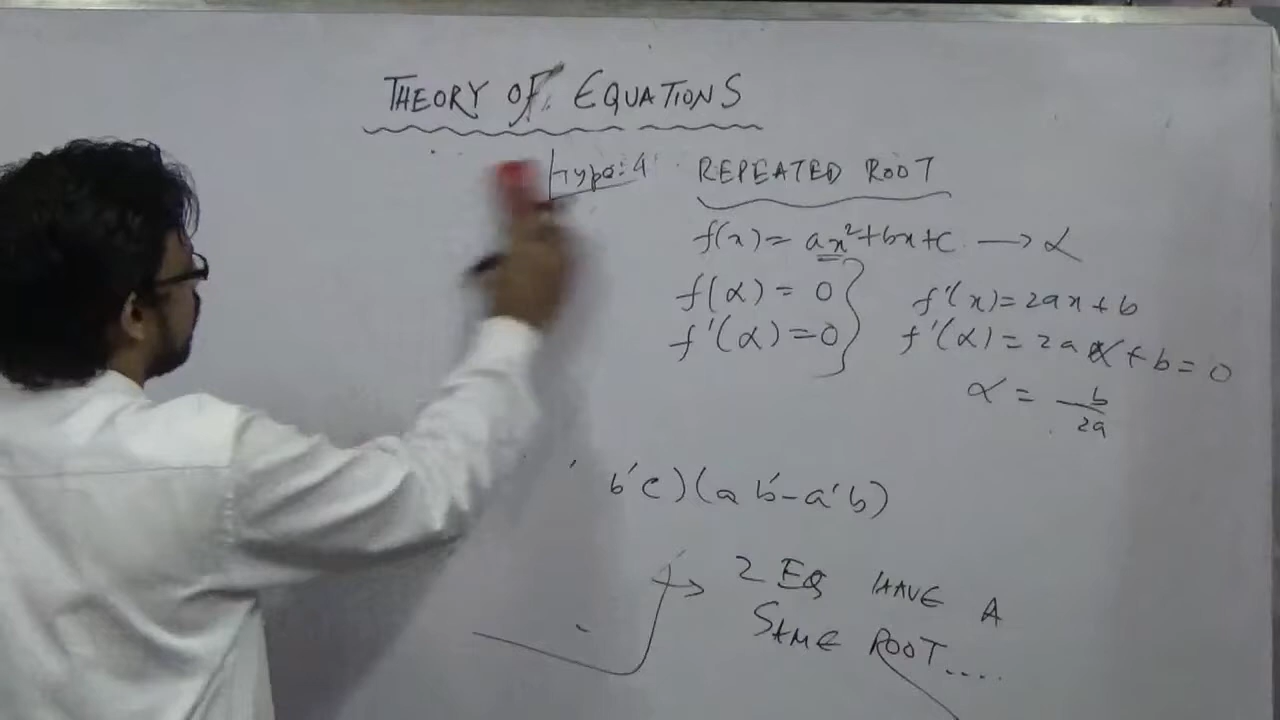 THEORY OF EQUATIONS
Type: 4 REPEATED ROOT
f(x) = ax²+bx+c → α
f(α) = 0
f'(α) = 0
f'(x) = 2ax + b
f'(α) = 2aα + b = 0
α = -b/2a
b'c)(ab'-a'b)
→ 2 EQ HAVE A
SAME ROOT....